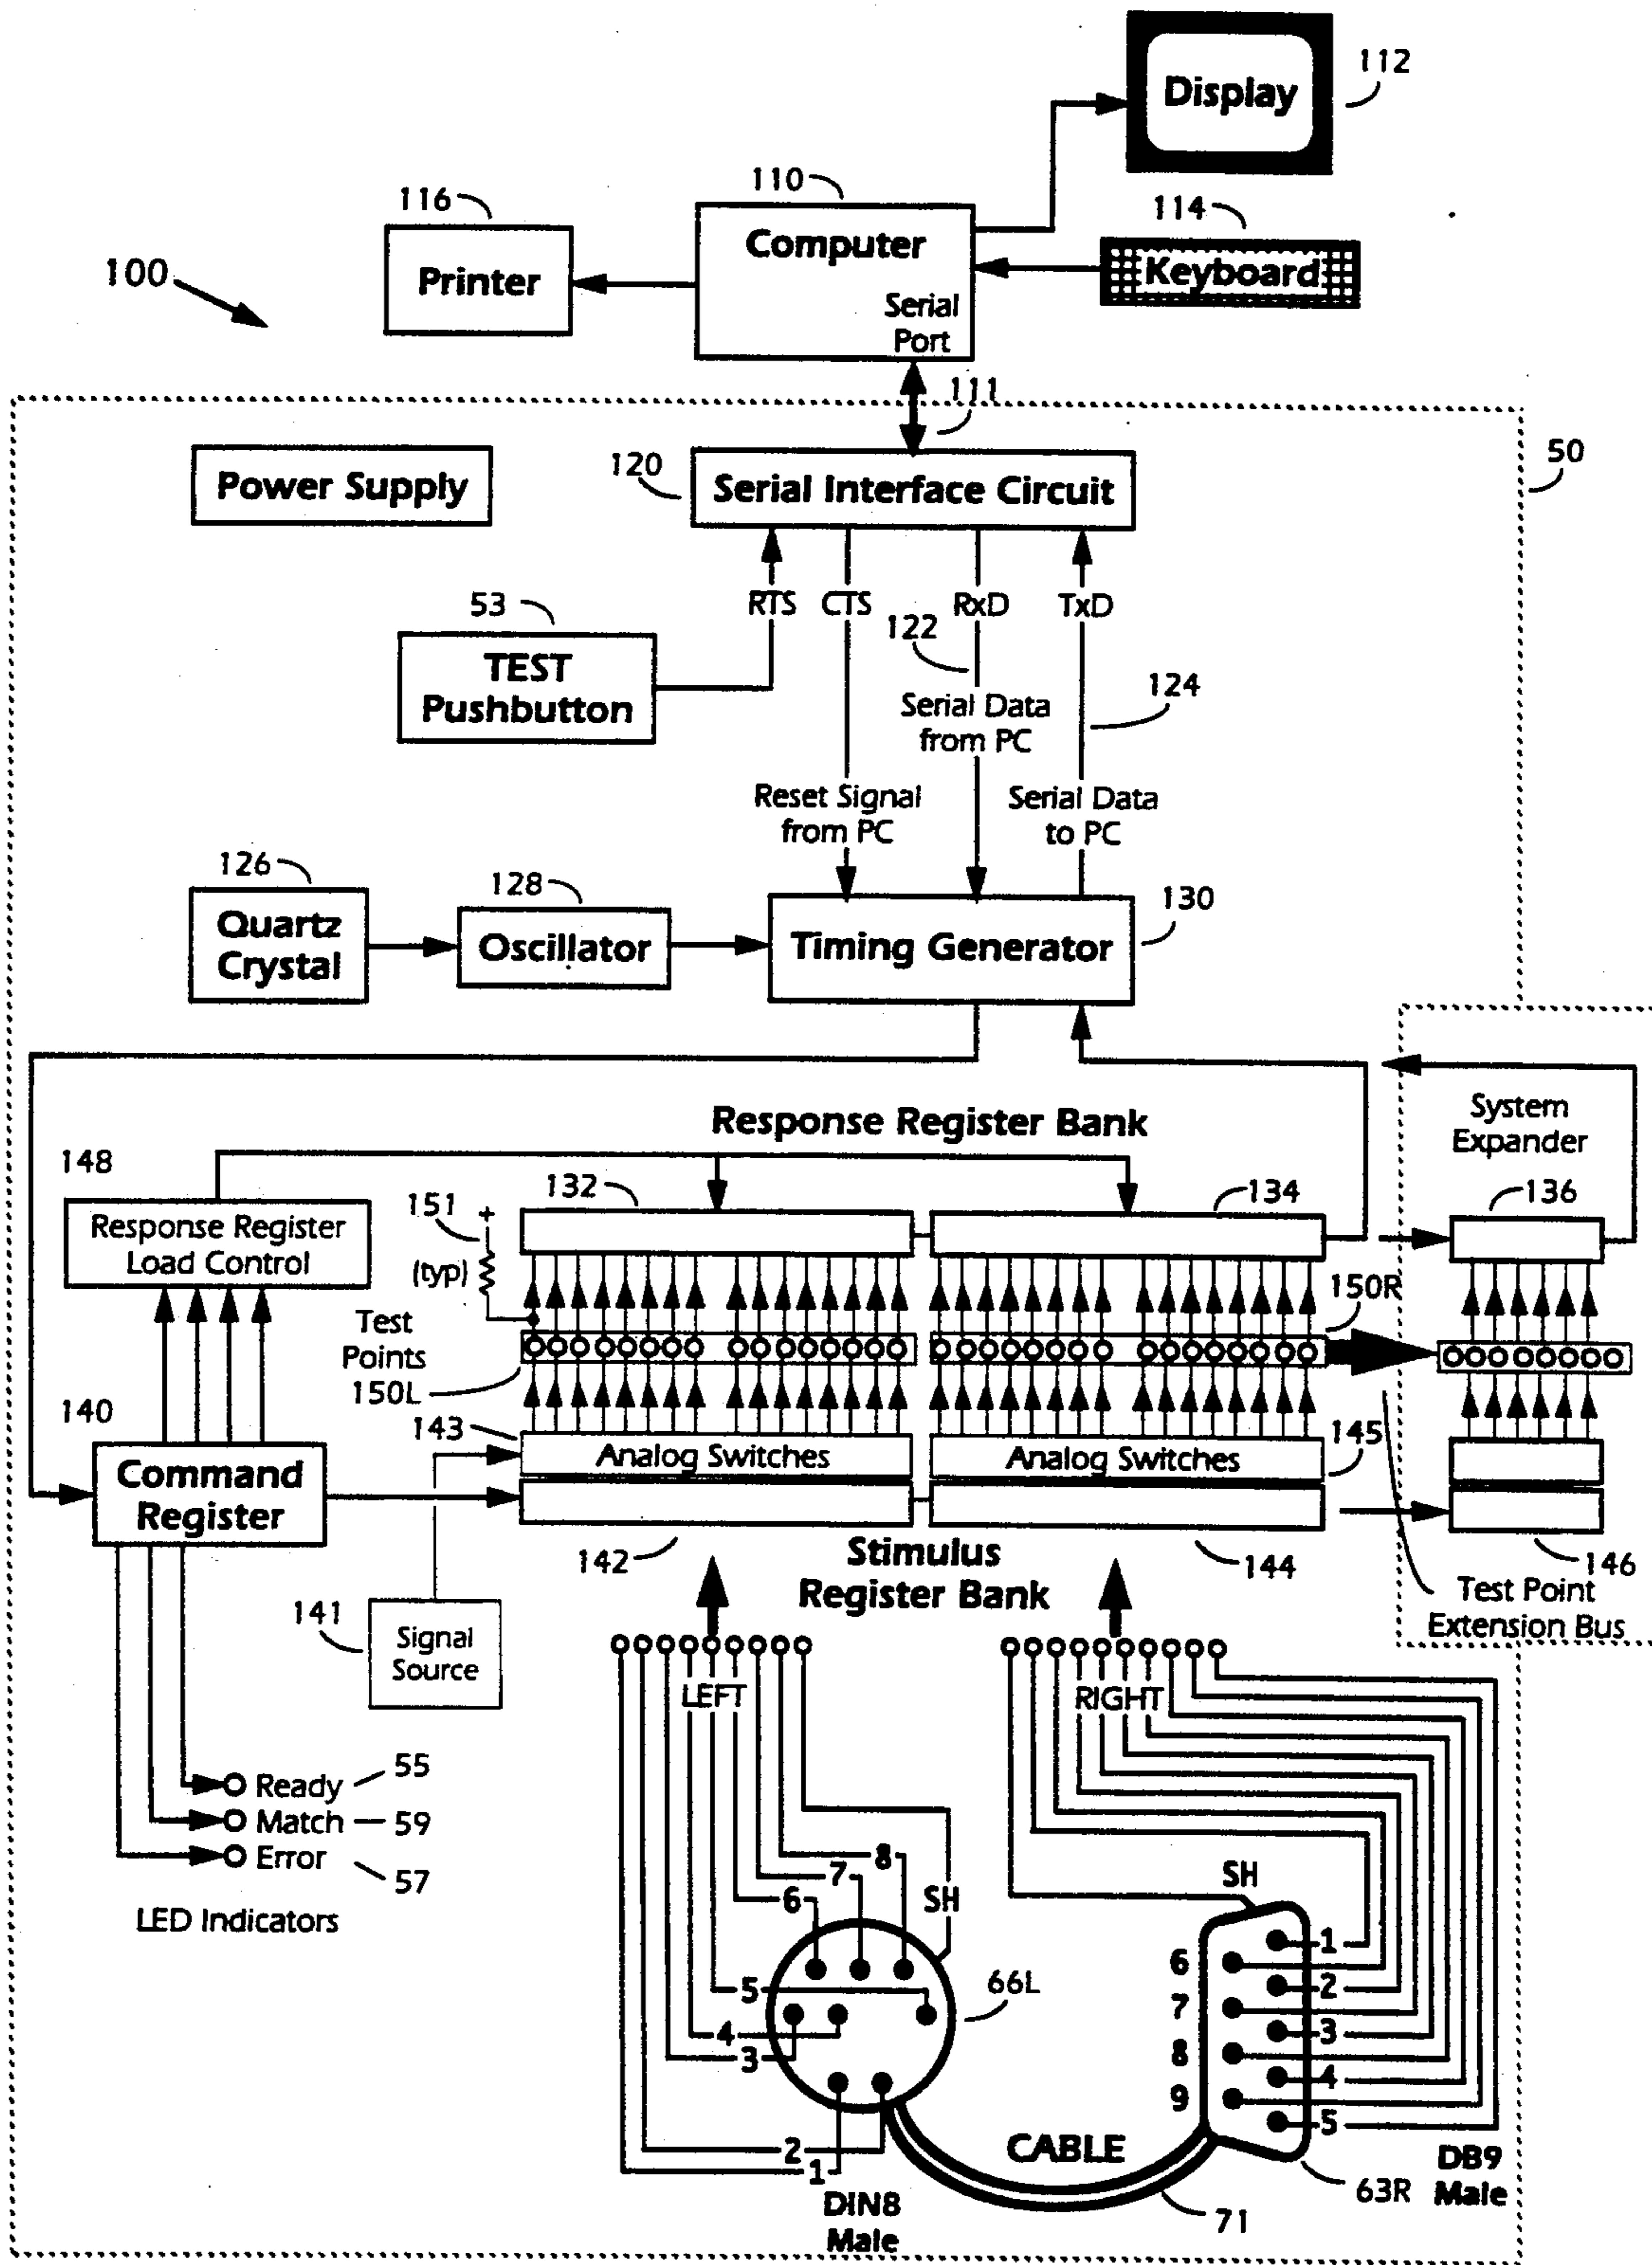 Display
112
110
116
114
Computer
Keyboard
Printer
100
Serial
Port
111
50
Power Supply
120
Serial Interface Circuit
RTS
CTS
RxD
TxD
53
122
TEST
Pushbutton
124
Serial Data
from PC
Reset Signal
from PC
Serial Data
to PC
126
128
130
Quartz
Crystal
Oscillator
Timing Generator
Response Register Bank
System
Expander
148
132
134
136
151
+
Response Register
Load Control
(typ)
150R
Test
Points
150L
140
143
Analog Switches
Analog Switches
145
Command
Register
142
Stimulus
Register Bank
144
146
Test Point
Extension Bus
141
Signal
Source
LEFT
RIGHT
Ready
55
Match
59
Error
57
LED Indicators
8
7
6
SH
SH
1
6
5
2
66L
7
4
3
3
8
4
9
5
2
CABLE
1
DB9
Male
DIN8
Male
63R
71